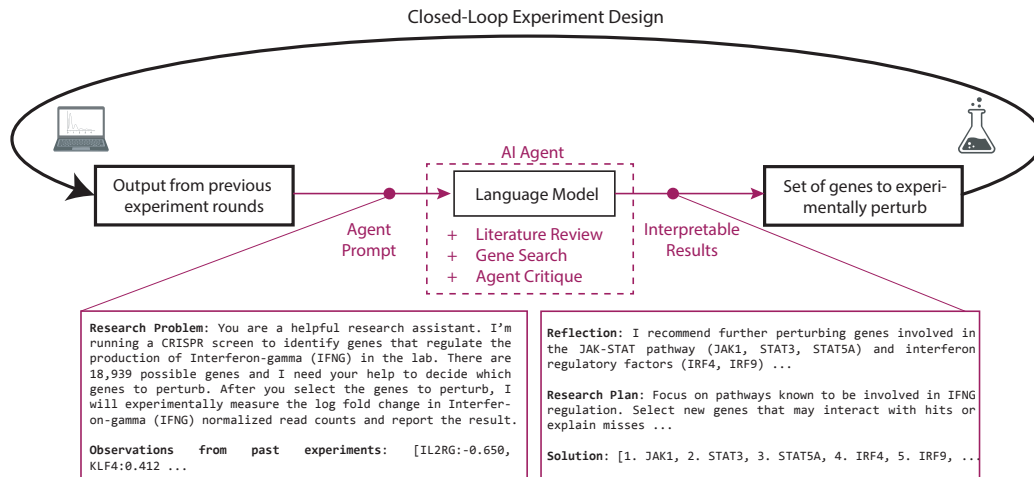 Closed-Loop Experiment Design
AI Agent
Output from previous
experiment rounds
Language Model
Set of genes to experi-
mentally perturb
Agent
Prompt
+ Literature Review
+ Gene Search
+ Agent Critique
Interpretable
Results
Research Problem: You are a helpful research assistant. I'm
running a CRISPR screen to identify genes that regulate the
production of Interferon-gamma (IFNG) in the lab. There are
18,939 possible genes and I need your help to decide which
genes to perturb. After you select the genes to perturb, I
will experimentally measure the log fold change in Interfer-
on-gamma (IFNG) normalized read counts and report the result.
Observations from past experiments: [IL2RG:-0.650,
KLF4:0.412 ...
Reflection: I recommend further perturbing genes involved in
the JAK-STAT pathway (JAK1, STAT3, STAT5A) and interferon
regulatory factors (IRF4, IRF9) ...
Research Plan: Focus on pathways known to be involved in IFNG
regulation. Select new genes that may interact with hits or
explain misses ...
Solution: [1. JAK1, 2. STAT3, 3. STAT5A, 4. IRF4, 5. IRF9, ...